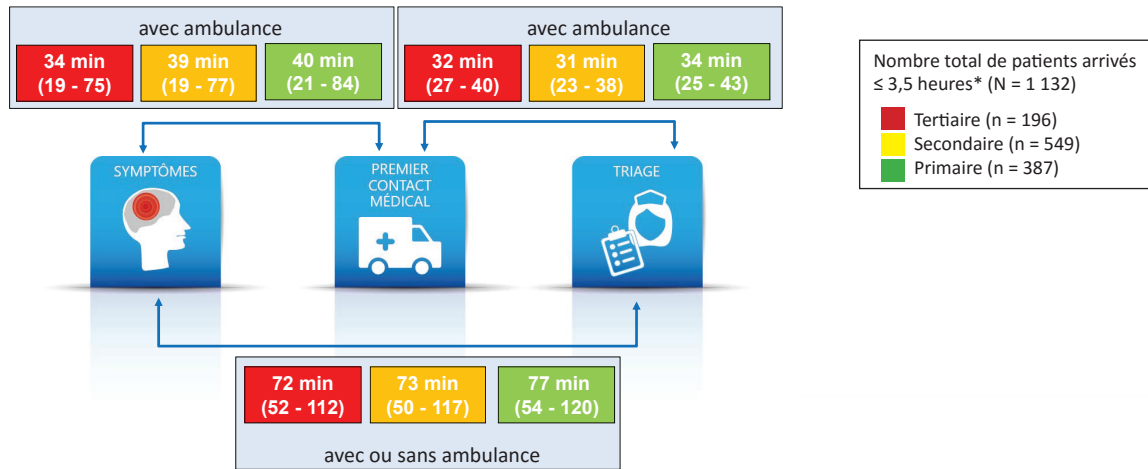 avec ambulance
34 min
(19 - 75)
39 min
(19 - 77)
40 min
(21 - 84)
avec ambulance
32 min
(27 - 40)
31 min
(23 - 38)
34 min
(25 - 43)
Nombre total de patients arrivés
≤ 3,5 heures* (N = 1 132)
Tertiaire (n = 196)
Secondaire (n = 549)
Primaire (n = 387)
SYMPTÔMES
PREMIER
CONTACT
MÉDICAL
TRIAGE
72 min
(52 - 112)
73 min
(50 - 117)
77 min
(54 - 120)
avec ou sans ambulance